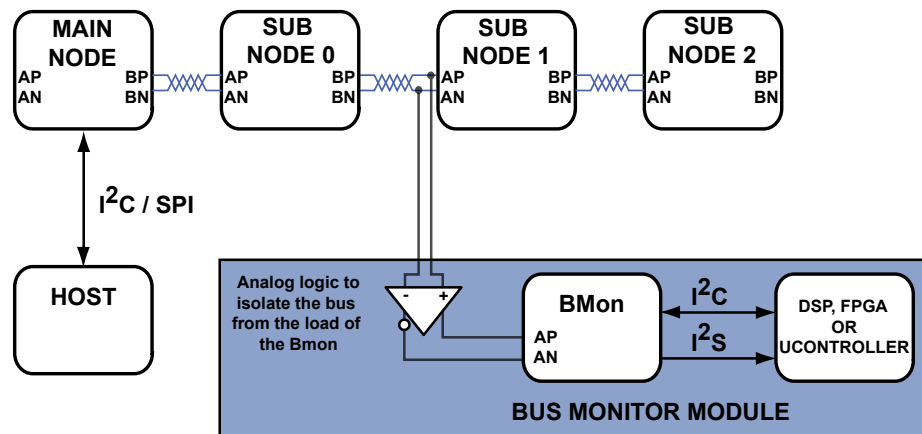 MAIN
NODE
AP
AN
BP
BN
SUB
NODE 0
AP
AN
BP
BN
SUB
NODE 1
AP
AN
BP
BN
SUB
NODE 2
AP
AN
I²C / SPI
HOST
Analog logic to
isolate the bus
from the load of
the Bmon
- +
BMon
AP
AN
I²C
I²S
DSP, FPGA
OR
UCONTROLLER
BUS MONITOR MODULE